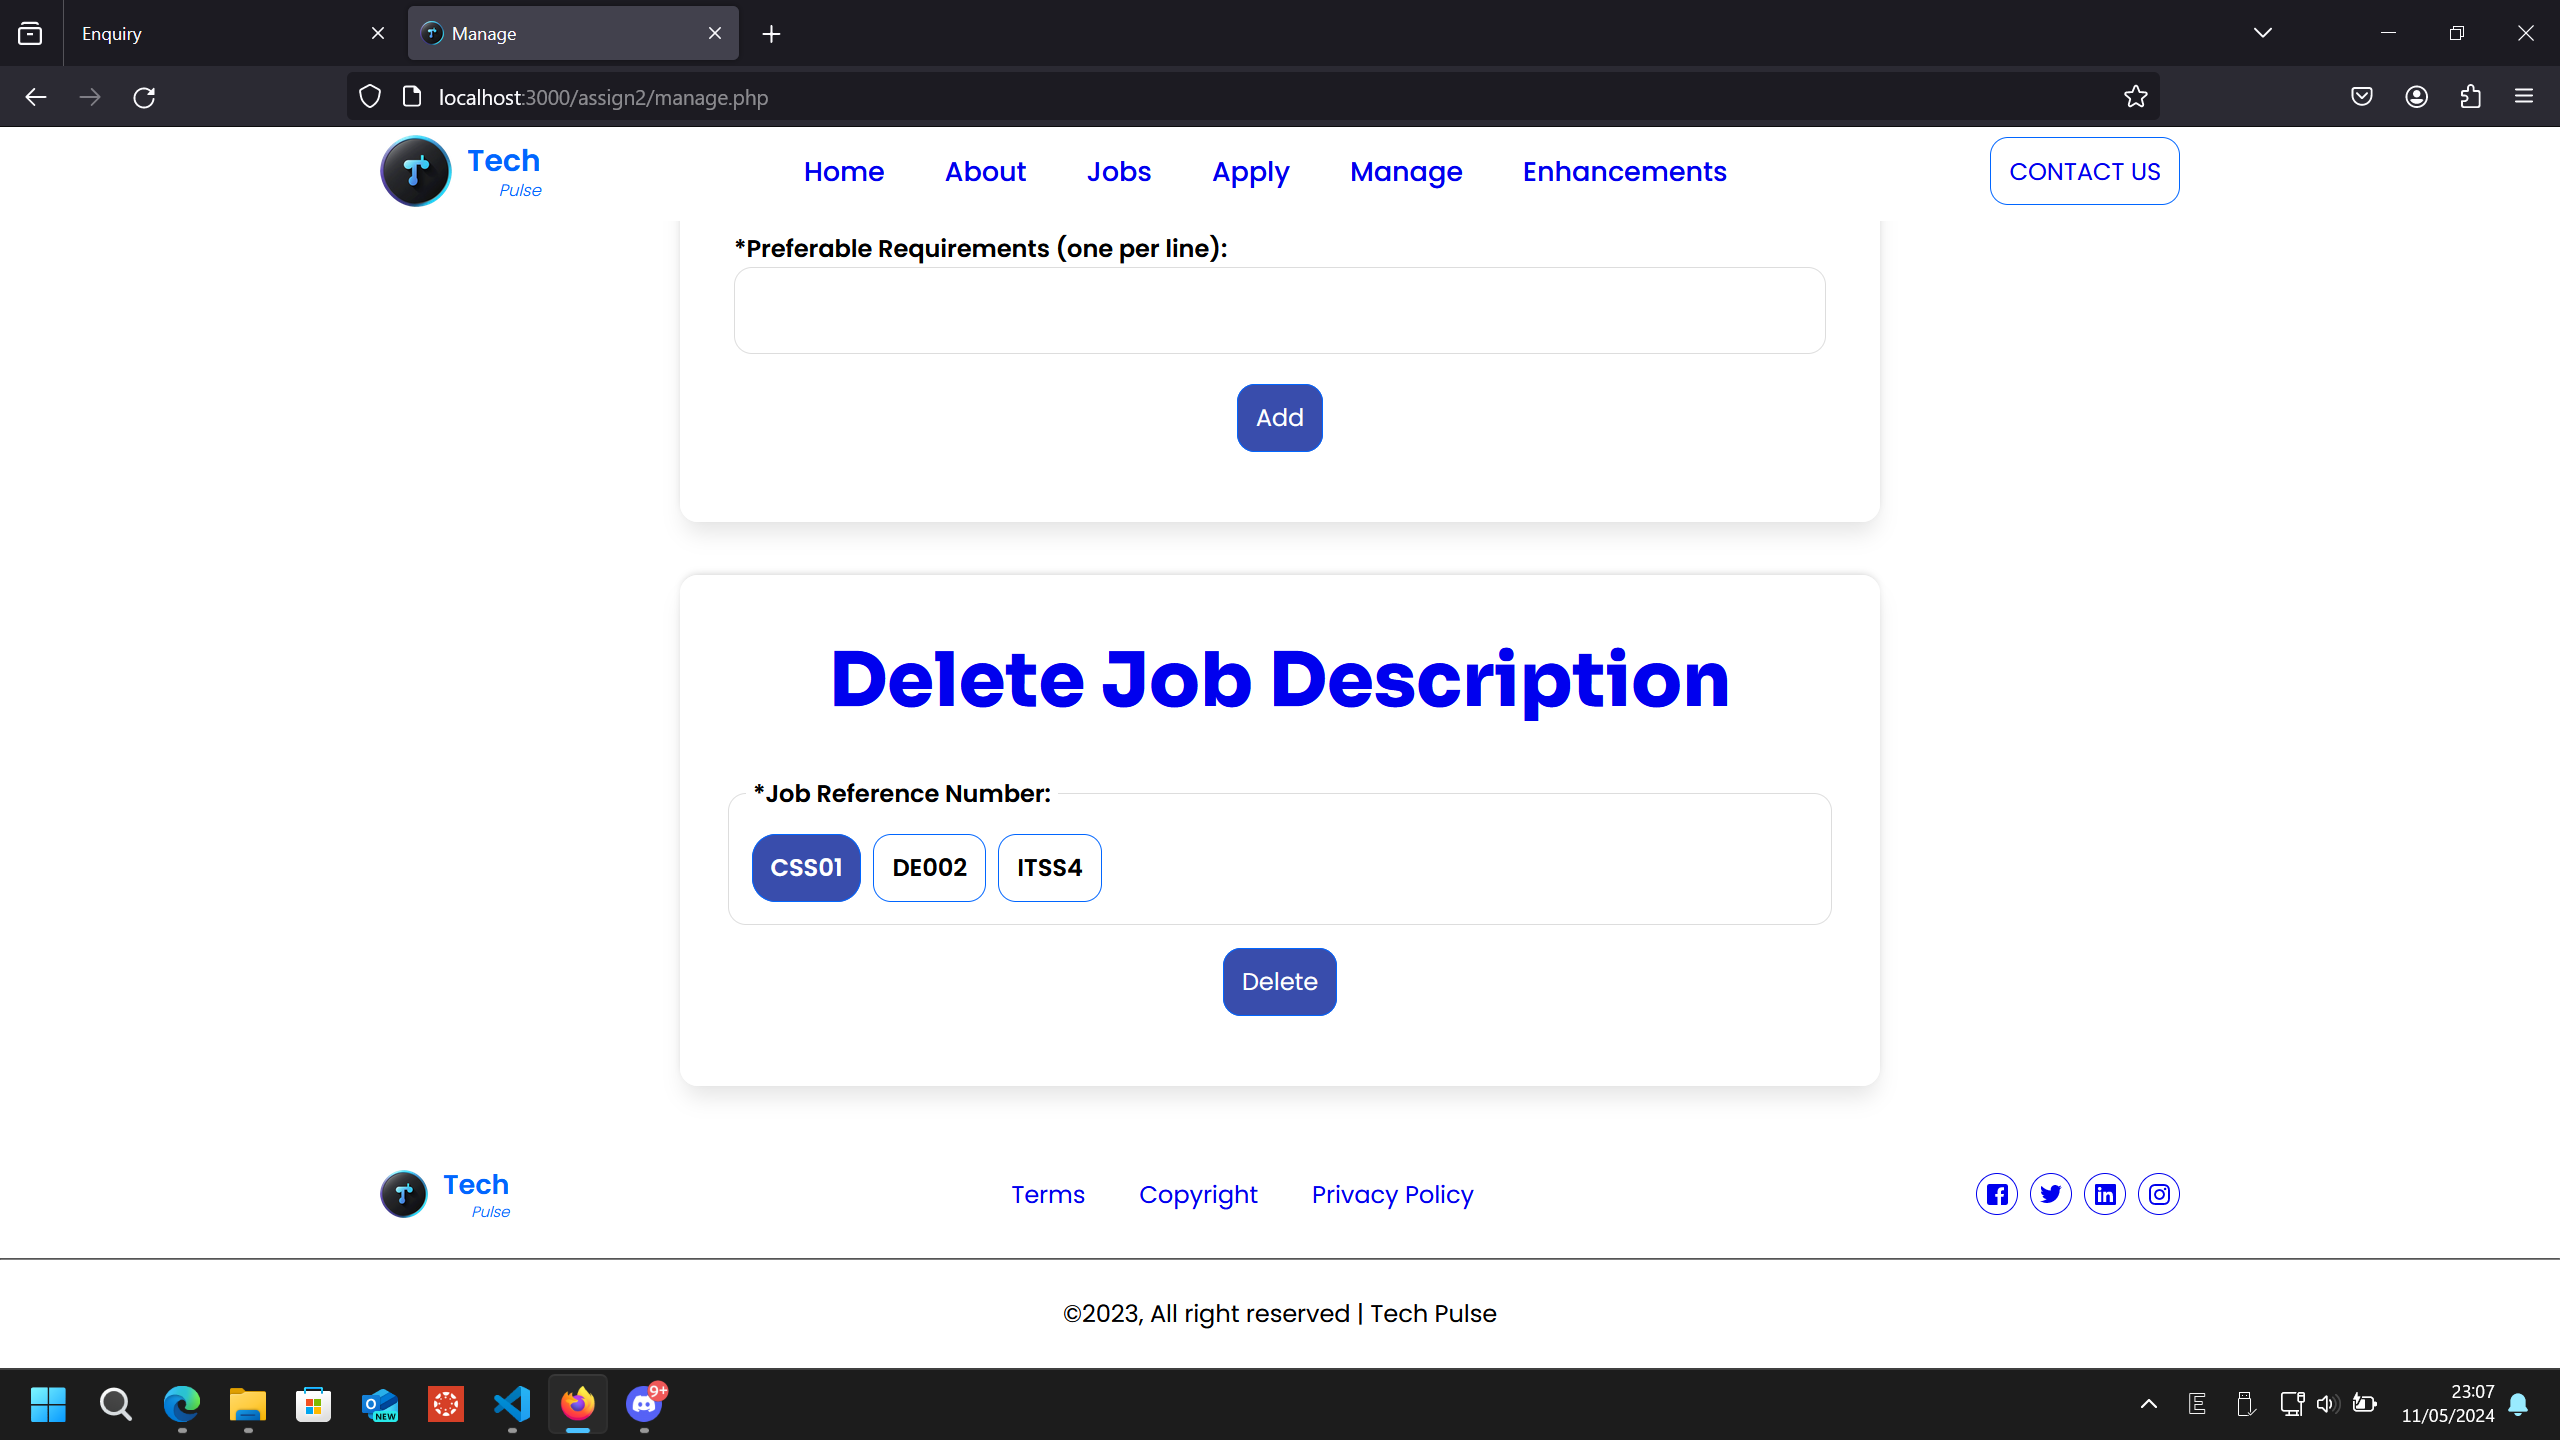 Enquiry
Manage
localhost:3000/assign2/manage.php
Tech
Pulse
Home About Jobs Apply Manage Enhancements
CONTACT US
*Preferable Requirements (one per line):
Add
Delete Job Description
*Job Reference Number:
CSS01 DE002 ITSS4
Delete
Tech
Pulse
Terms Copyright Privacy Policy
©2023, All right reserved | Tech Pulse
NEW
9+
E
23:07
11/05/2024